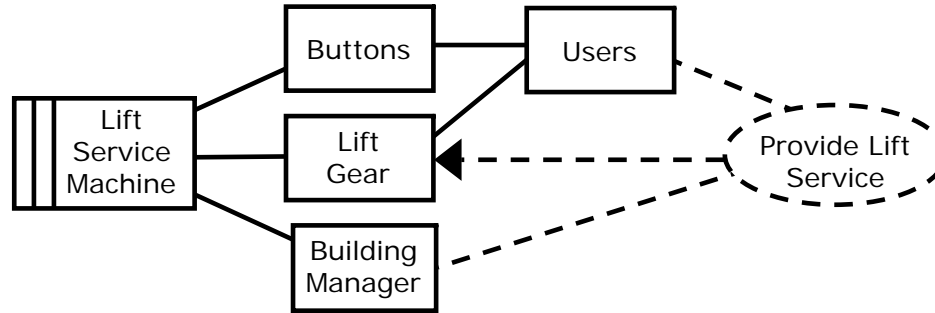 Buttons
Users
Lift
Service
Machine
Lift
Gear
Provide Lift
Service
Building
Manager